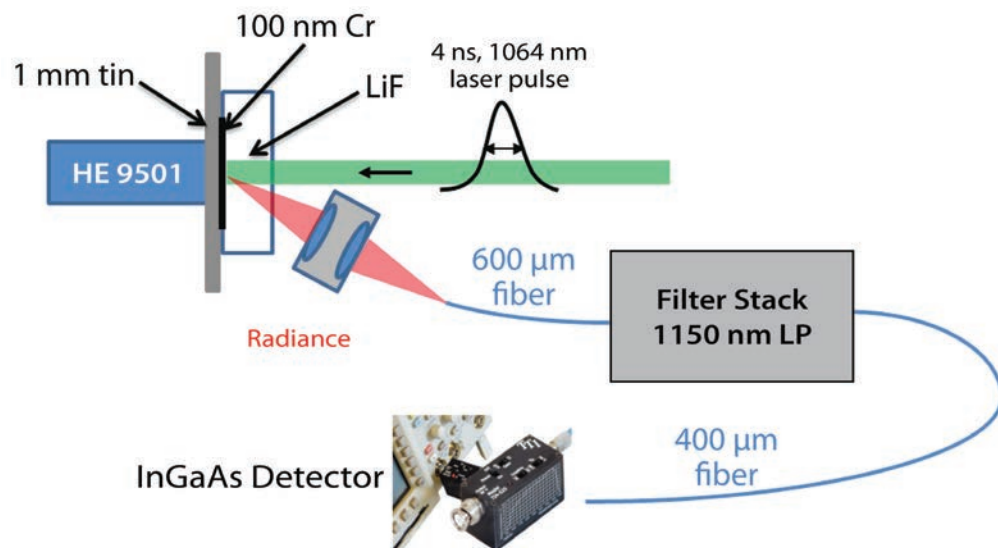 100 nm Cr
1 mm tin
LiF
4 ns, 1064 nm
laser pulse
HE 9501
600 µm
fiber
Filter Stack
1150 nm LP
Radiance
400 µm
fiber
InGaAs Detector